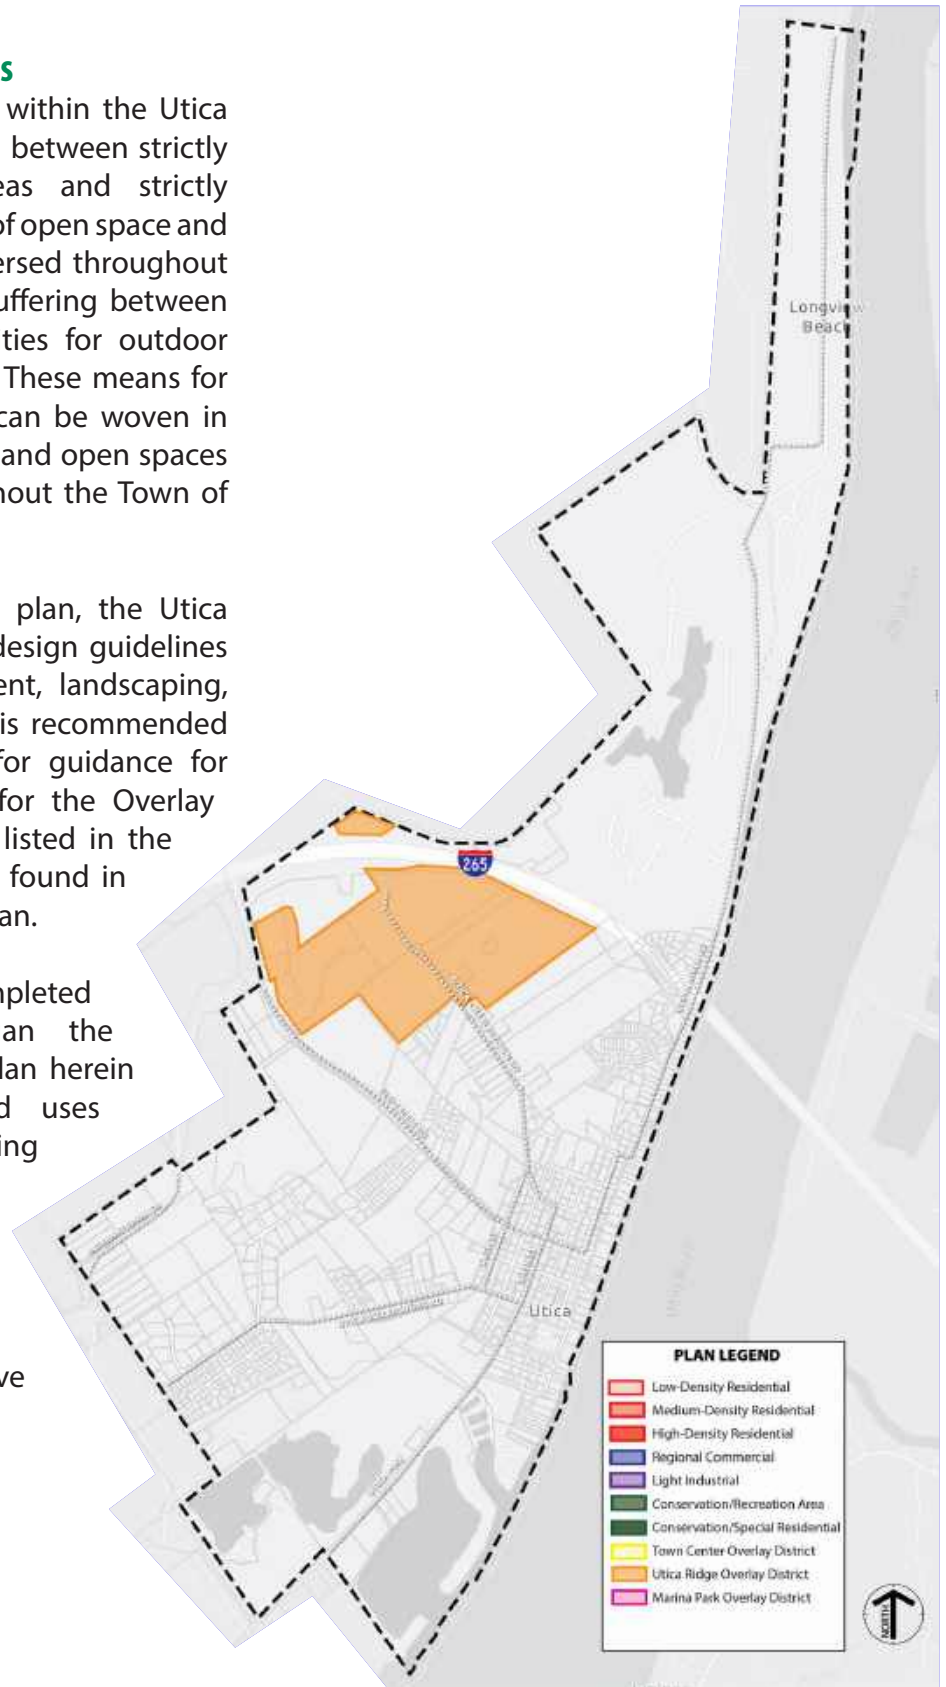 s
within the Utica
between strictly
eas and strictly
of open space and
ersed throughout
uffering between
ties for outdoor
These means for
can be woven in
and open spaces
hout the Town of
plan, the Utica
design guidelines
ent, landscaping,
is recommended
for guidance for
for the Overlay
listed in the
found in
an.
mpleted
an the
lan herein
d uses
ing
ve
Longview
Beach
265
Utica
PLAN LEGEND
Low-Density Residential
Medium-Density Residential
High-Density Residential
Regional Commercial
Light Industrial
Conservation/Recreation Area
Conservation/Special Residential
Town Center Overlay District
Utica Ridge Overlay District
Marina Park Overlay District
NORTH